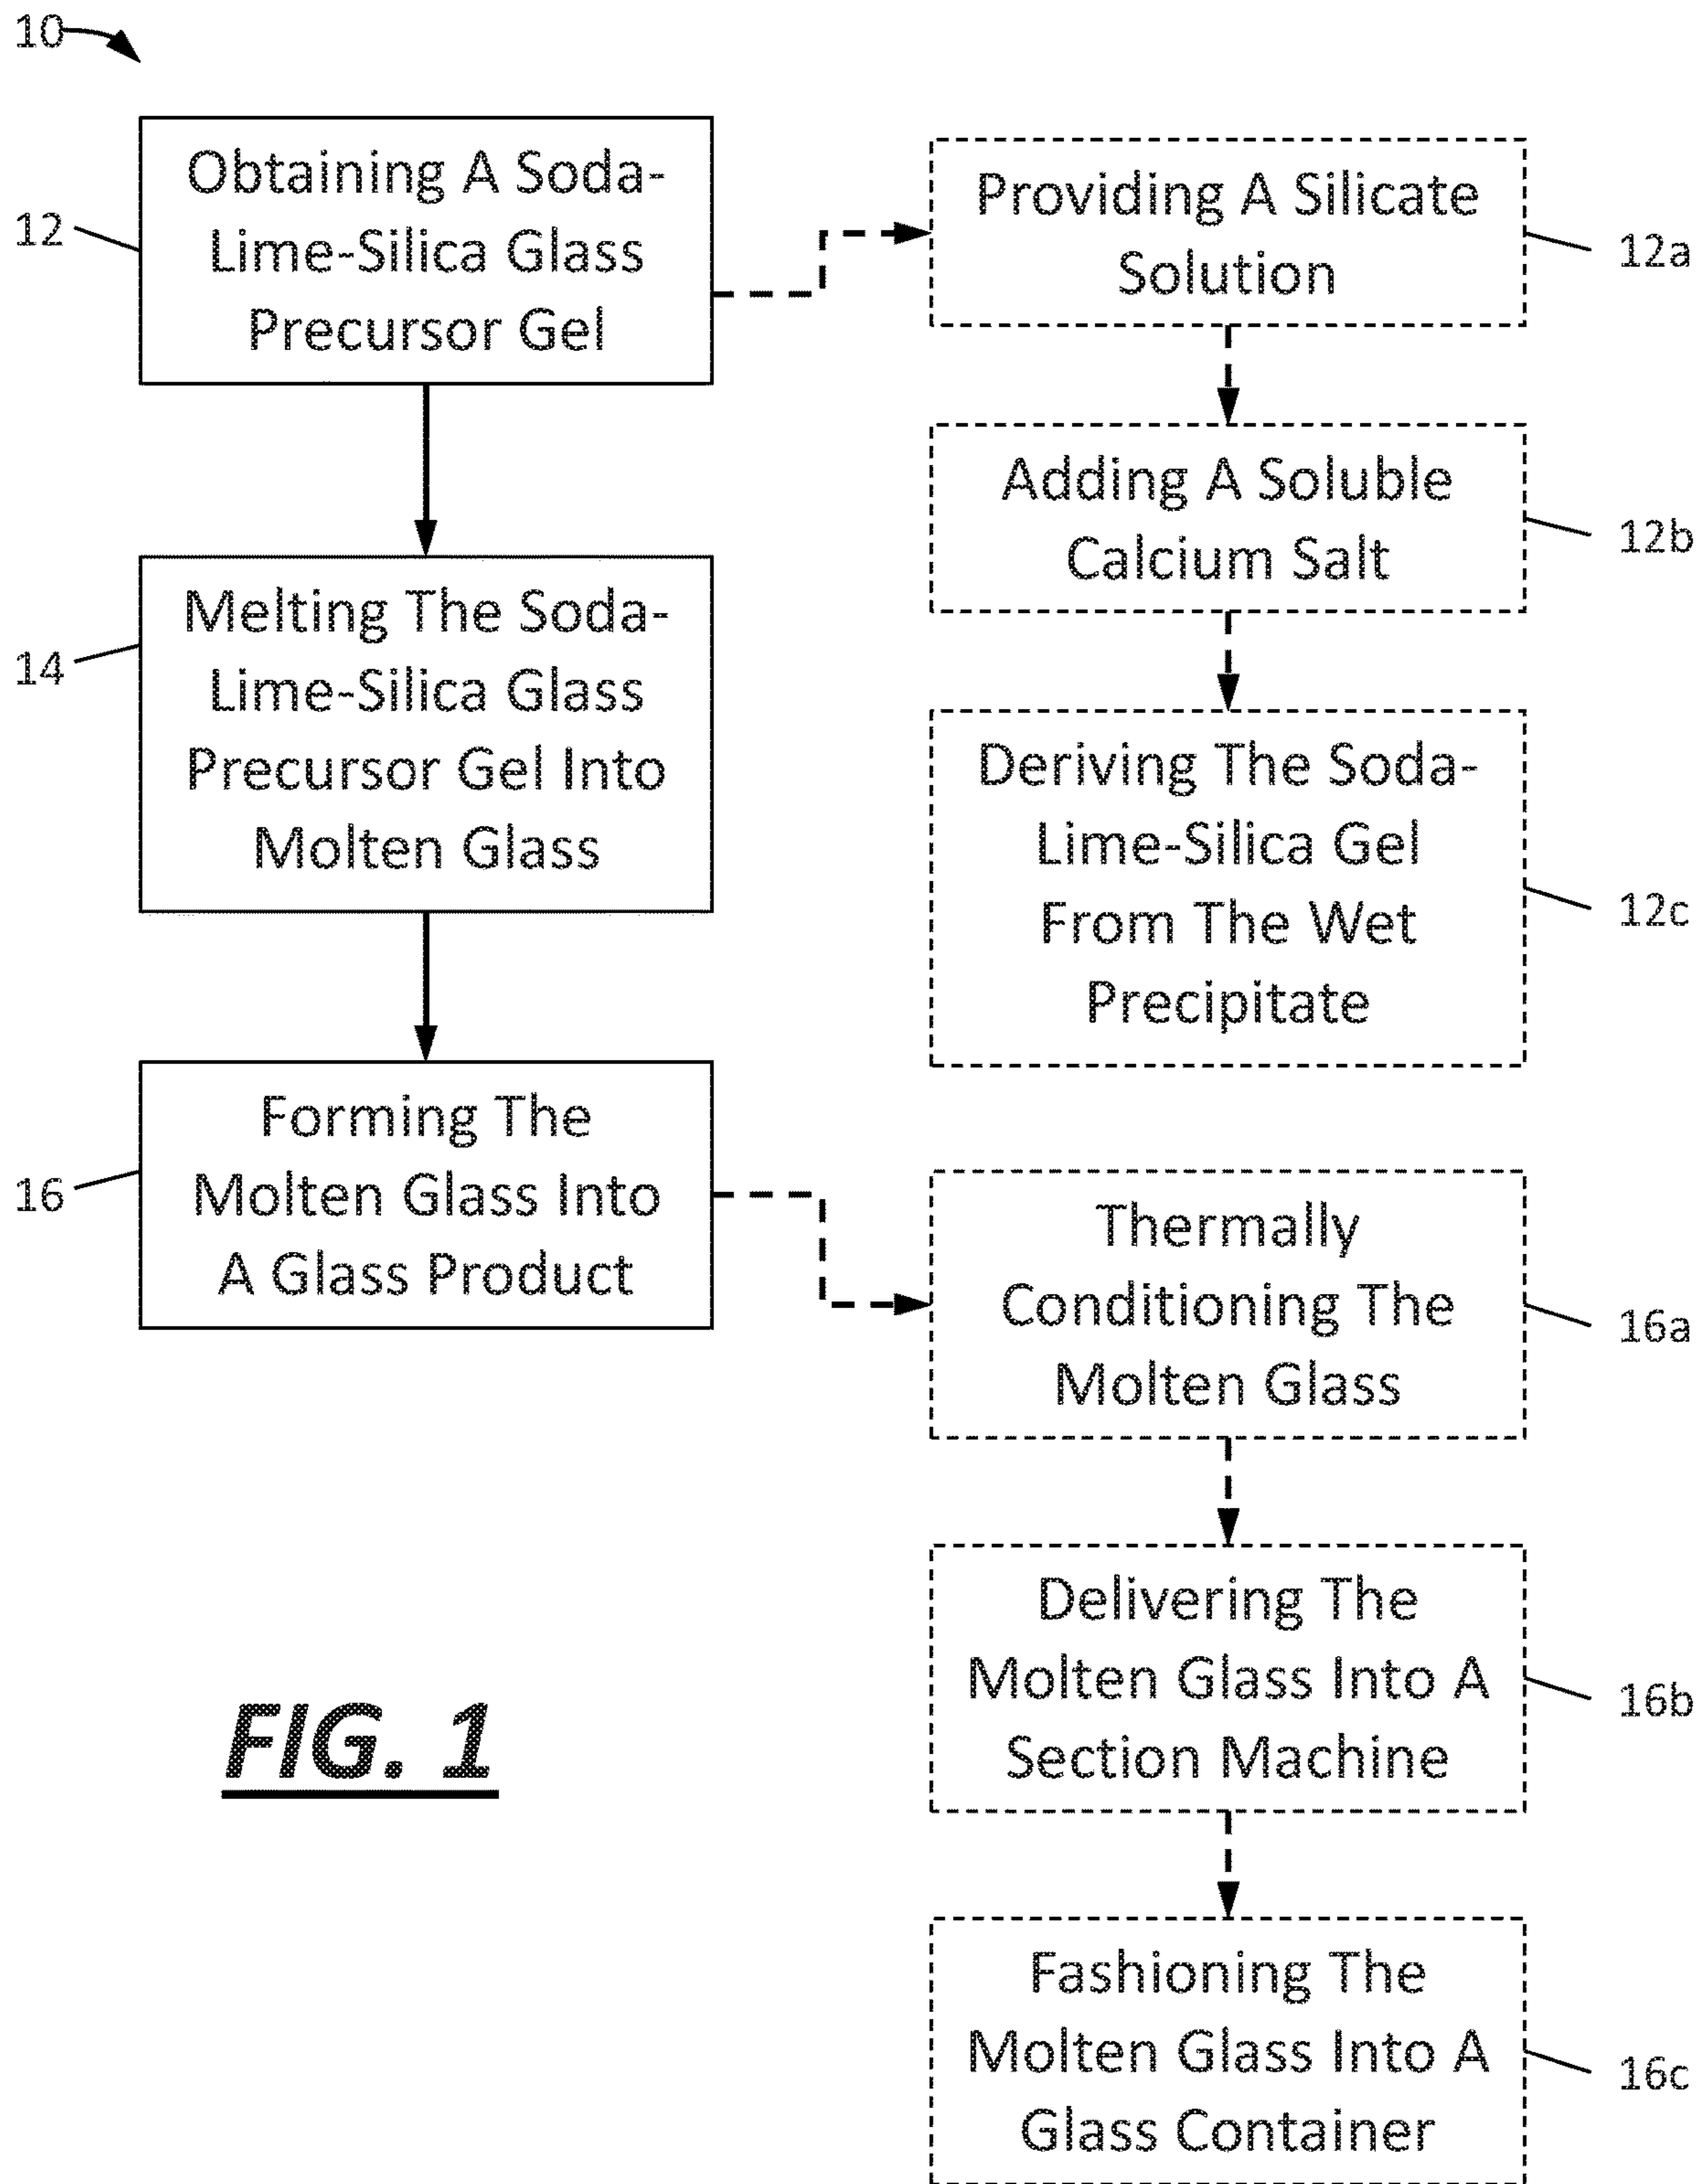 10
12
Obtaining A Soda-
Lime-Silica Glass
Precursor Gel
14
Melting The Soda-
Lime-Silica Glass
Precursor Gel Into
Molten Glass
16
Forming The
Molten Glass Into
A Glass Product
Providing A Silicate
Solution
12a
Adding A Soluble
Calcium Salt
12b
Deriving The Soda-
Lime-Silica Gel
From The Wet
Precipitate
12c
Thermally
Conditioning The
Molten Glass
16a
Delivering The
Molten Glass Into A
Section Machine
16b
Fashioning The
Molten Glass Into A
Glass Container
16c
FIG. 1